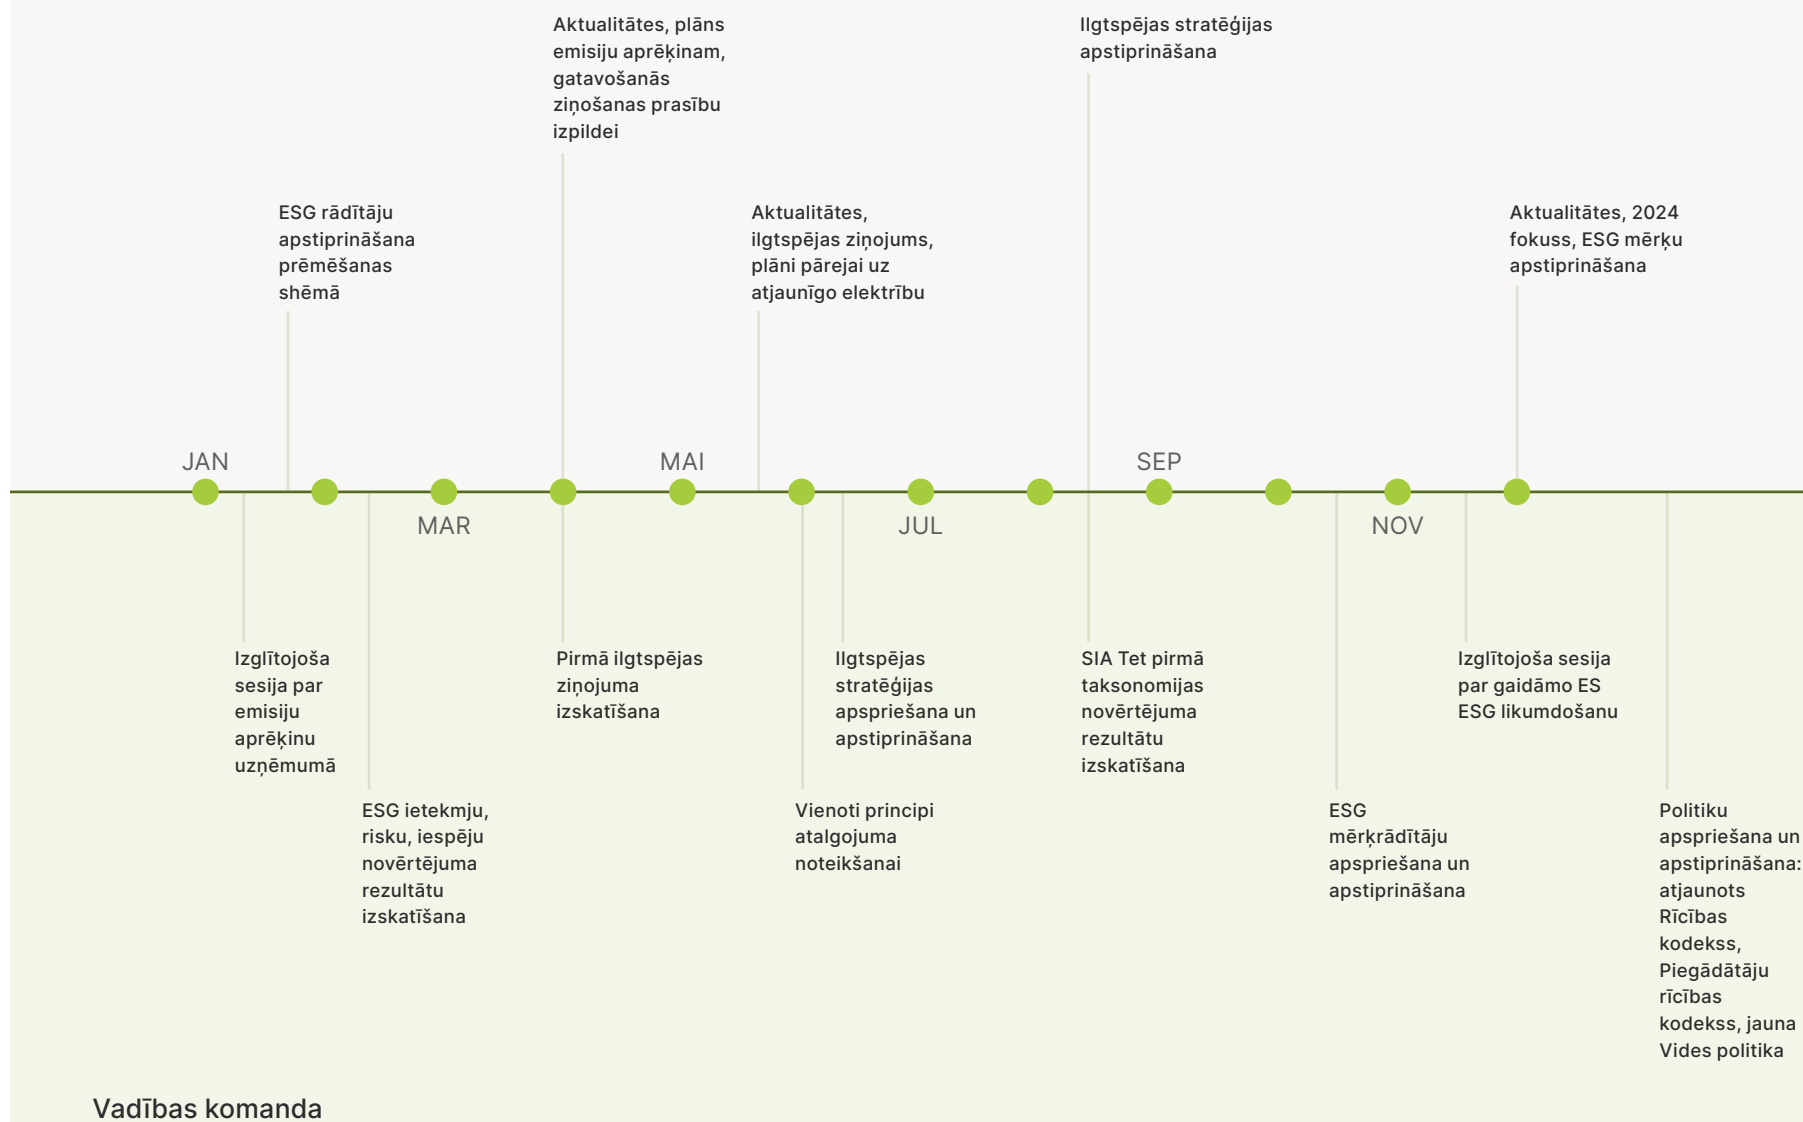 Aktualitātes, plāns
emisiju aprēķinam,
gatavošanās
ziņošanas prasību
izpildei
Ilgtspējas stratēģijas
apstiprināšana
ESG rādītāju
apstiprināšana
prēmēšanas
shēmā
Aktualitātes,
ilgtspējas ziņojums,
plāni pārejai uz
atjaunīgo elektrību
Aktualitātes, 2024
fokuss, ESG mērķu
apstiprināšana
JAN
MAI
SEP
MAR
JUL
NOV
Izglītojoša
sesija par
emisiju
aprēķinu
uzņēmumā
Pirmā ilgtspējas
ziņojuma
izskatīšana
Ilgtspējas
stratēģijas
apspriešana un
apstiprināšana
SIA Tet pirmā
taksonomijas
novērtējuma
rezultātu
izskatīšana
Izglītojoša sesija
par gaidāmo ES
ESG likumdošanu
ESG ietekmju,
risku, iespēju
novērtējuma
rezultātu
izskatīšana
Vienoti principi
atalgojuma
noteikšanai
ESG
mērķrādītāju
apspriešana un
apstiprināšana
Politiku
apspriešana un
apstiprināšana:
atjaunots
Rīcības
kodekss,
Piegādātāju
rīcības
kodekss, jauna
Vides politika
Vadības komanda